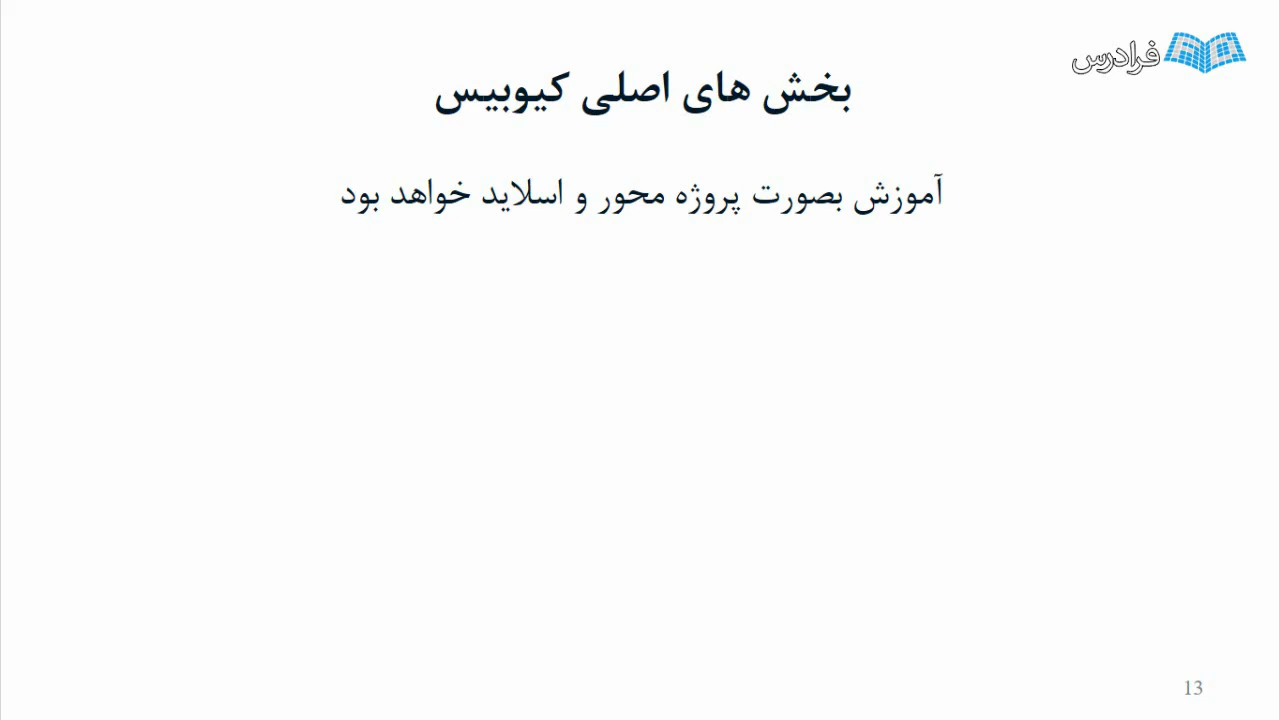 فرادرس
بخش های اصلی کیوبیس
آموزش بصورت پروژه محور و اسلاید خواهد بود
13